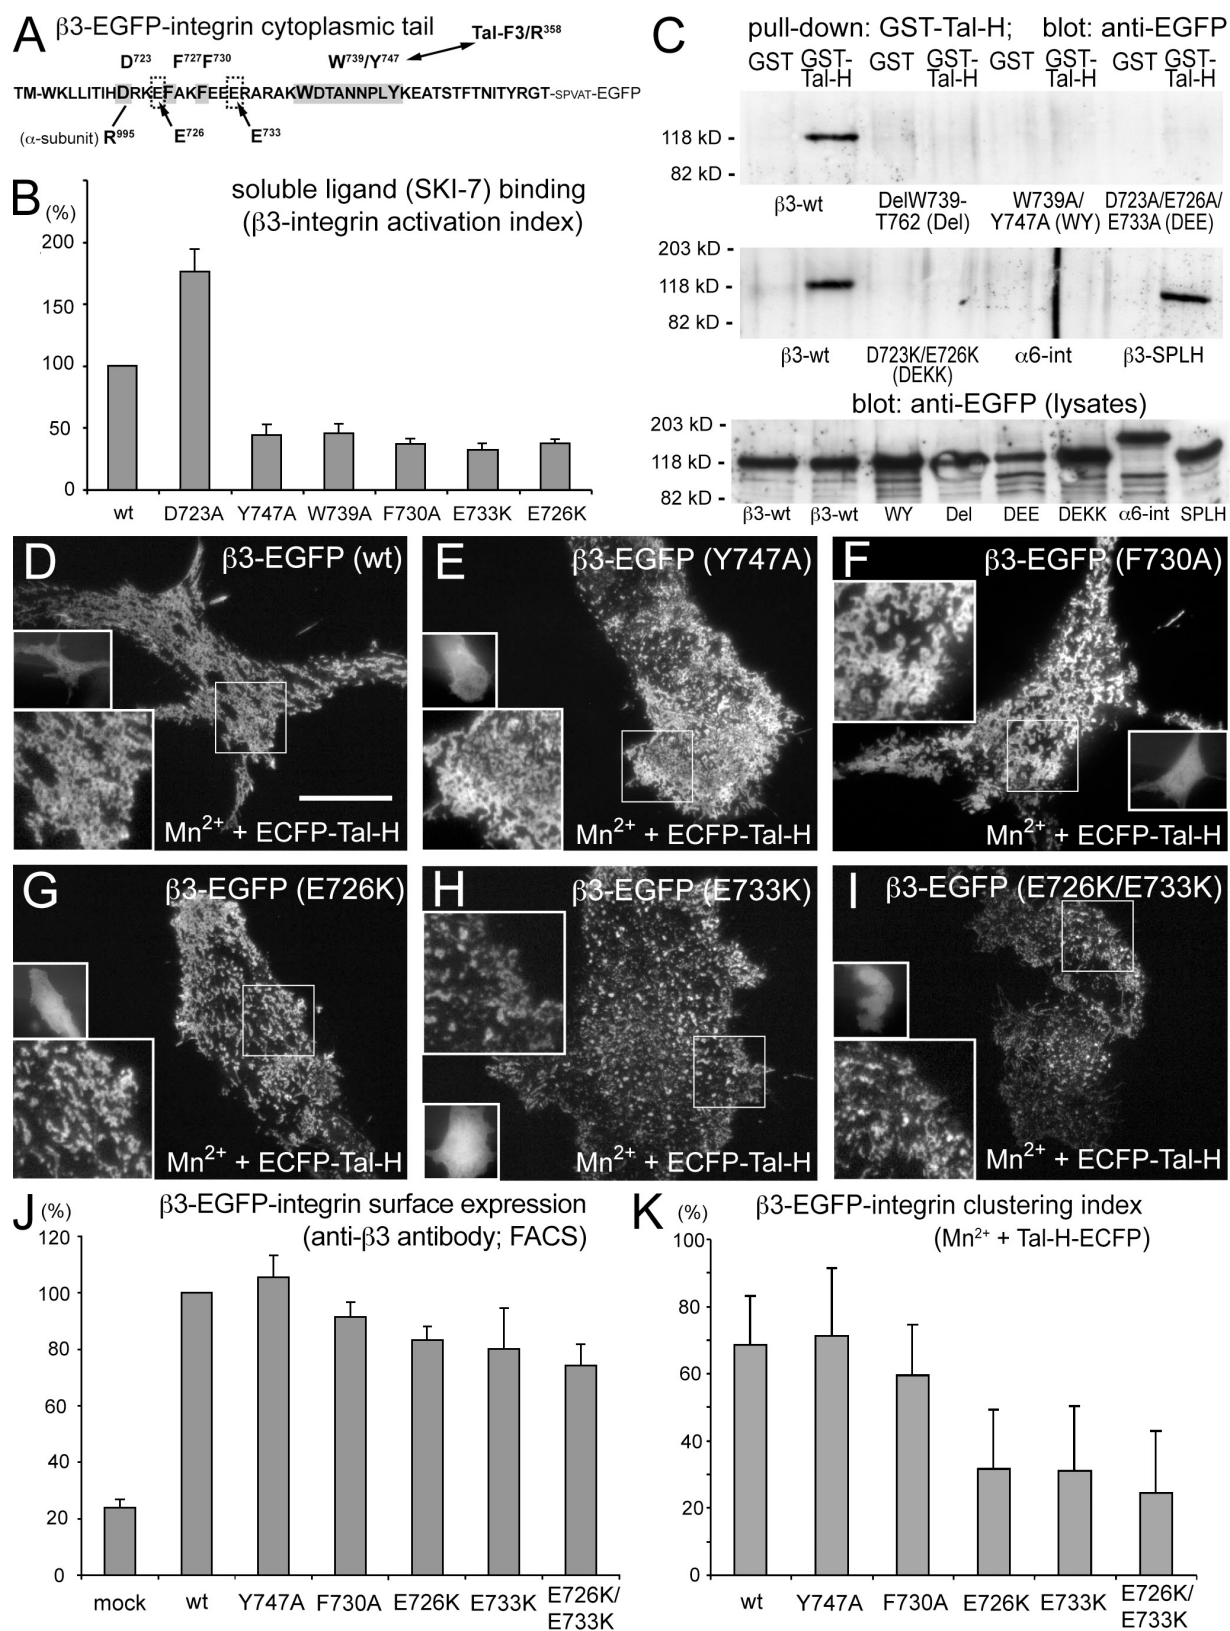 A β3-EGFP-integrin cytoplasmic tail
Tal-F3/R³⁵⁸
D⁷²³ F⁷²⁷F⁷³⁰ W⁷³⁹/Y⁷⁴⁷
TM-WKLLITIHDRKEFAKFEEERARAKWDTANNPLYKEATSTFTNITYRGT-SPVAT-EGFP
(α-subunit) R⁹⁹⁵ E⁷²⁶ E⁷³³
B (%) soluble ligand (SKI-7) binding
(β3-integrin activation index)
200
150
100
50
0
wt D723A Y747A W739A F730A E733K E726K
C pull-down: GST-Tal-H; blot: anti-EGFP
GST GST-Tal-H GST GST-Tal-H GST GST-Tal-H GST GST-Tal-H
118 kD -
82 kD -
β3-wt DelW739- W739A/ D723A/E726A/
T762 (Del) Y747A (WY) E733A (DEE)
203 kD -
118 kD -
82 kD -
β3-wt D723K/E726K α6-int β3-SPLH
(DEKK)
blot: anti-EGFP (lysates)
203 kD -
118 kD -
82 kD -
β3-wt β3-wt WY Del DEE DEKK α6-int SPLH
D β3-EGFP (wt)
Mn²⁺ + ECFP-Tal-H
E β3-EGFP (Y747A)
Mn²⁺ + ECFP-Tal-H
F β3-EGFP (F730A)
Mn²⁺ + ECFP-Tal-H
G β3-EGFP (E726K)
Mn²⁺ + ECFP-Tal-H
H β3-EGFP (E733K)
Mn²⁺ + ECFP-Tal-H
I β3-EGFP (E726K/E733K)
Mn²⁺ + ECFP-Tal-H
J (%) β3-EGFP-integrin surface expression
(anti-β3 antibody; FACS)
120
100
80
60
40
20
0
mock wt Y747A F730A E726K E733K E726K/
E733K
K (%) β3-EGFP-integrin clustering index
(Mn²⁺ + Tal-H-ECFP)
100
80
60
40
20
0
wt Y747A F730A E726K E733K E726K/
E733K